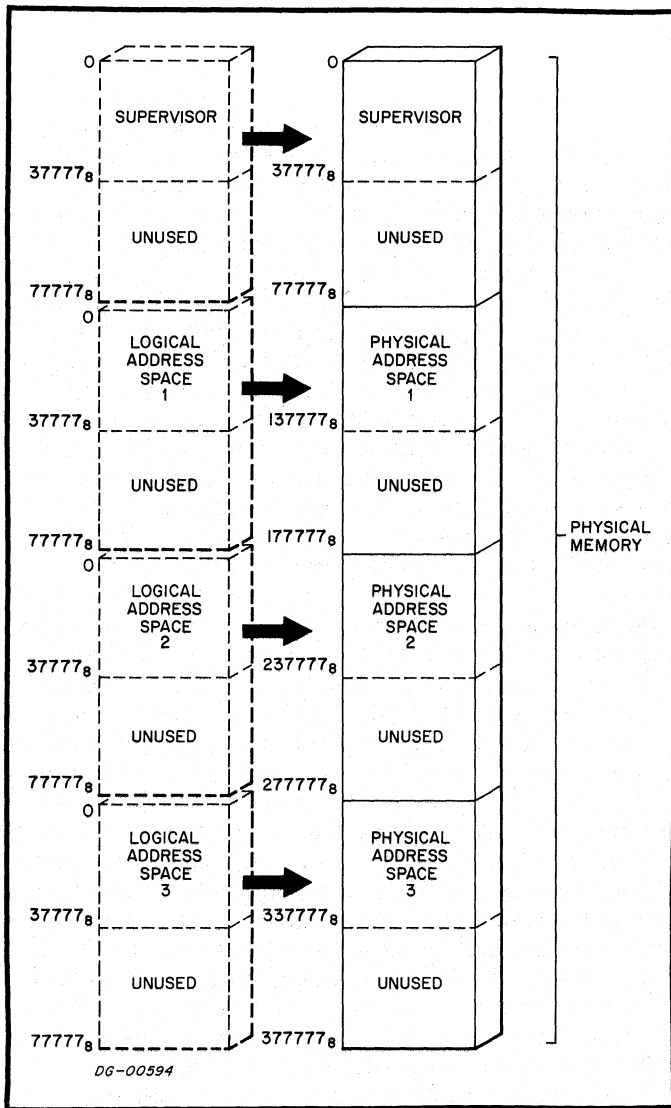 0
0
SUPERVISOR
SUPERVISOR
37777₈
37777₈
UNUSED
UNUSED
77777₈
77777₈
0
LOGICAL
ADDRESS
SPACE
1
PHYSICAL
ADDRESS
SPACE
1
37777₈
137777₈
UNUSED
UNUSED
PHYSICAL
MEMORY
77777₈
177777₈
0
LOGICAL
ADDRESS
SPACE
2
PHYSICAL
ADDRESS
SPACE
2
37777₈
237777₈
UNUSED
UNUSED
77777₈
277777₈
0
LOGICAL
ADDRESS
SPACE
3
PHYSICAL
ADDRESS
SPACE
3
37777₈
337777₈
UNUSED
UNUSED
77777₈
377777₈
DG-00594